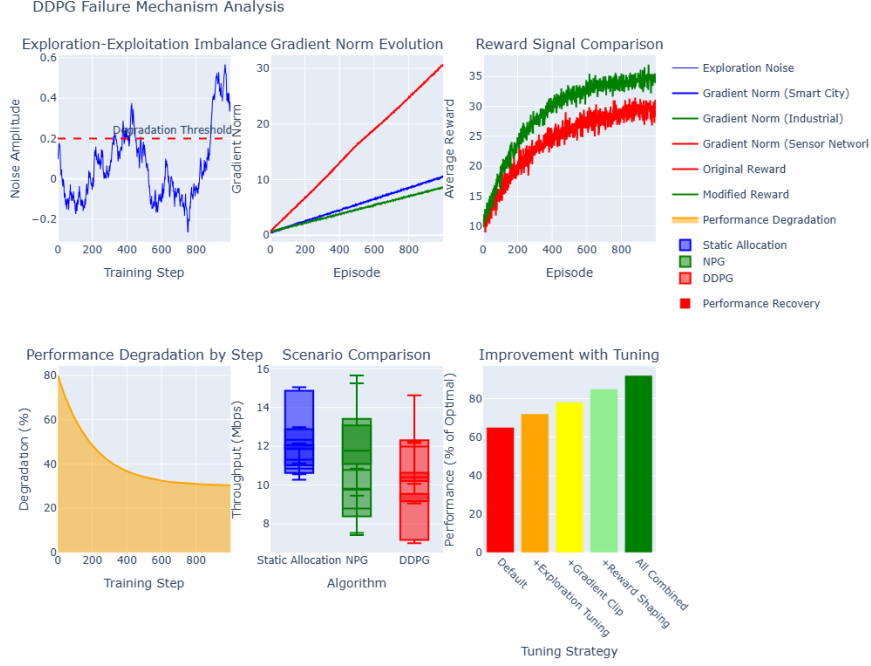 DDPG Failure Mechanism Analysis
Exploration-Exploitation Imbalance
0.6
0.4
0.2
0
−0.2
Noise Amplitude
Degradation Threshold
0
200
400
600
800
Training Step
Gradient Norm Evolution
30
20
10
0
Gradient Norm
0
200
400
600
800
Episode
Reward Signal Comparison
35
30
25
20
15
10
Average Reward
0
200
400
600
800
Episode
Exploration Noise
Gradient Norm (Smart City)
Gradient Norm (Industrial)
Gradient Norm (Sensor Network
Original Reward
Modified Reward
Performance Degradation
Static Allocation
NPG
DDPG
Performance Recovery
Performance Degradation by Step
80
60
40
20
0
Degradation (%)
0
200
400
600
800
Training Step
Scenario Comparison
16
14
12
10
8
Throughput (Mbps)
Static Allocation
NPG
DDPG
Algorithm
Improvement with Tuning
80
60
40
20
0
Performance (% of Optimal)
Default
+Exploration Tuning
+Gradient Clip
+Reward Shaping
All Combined
Tuning Strategy